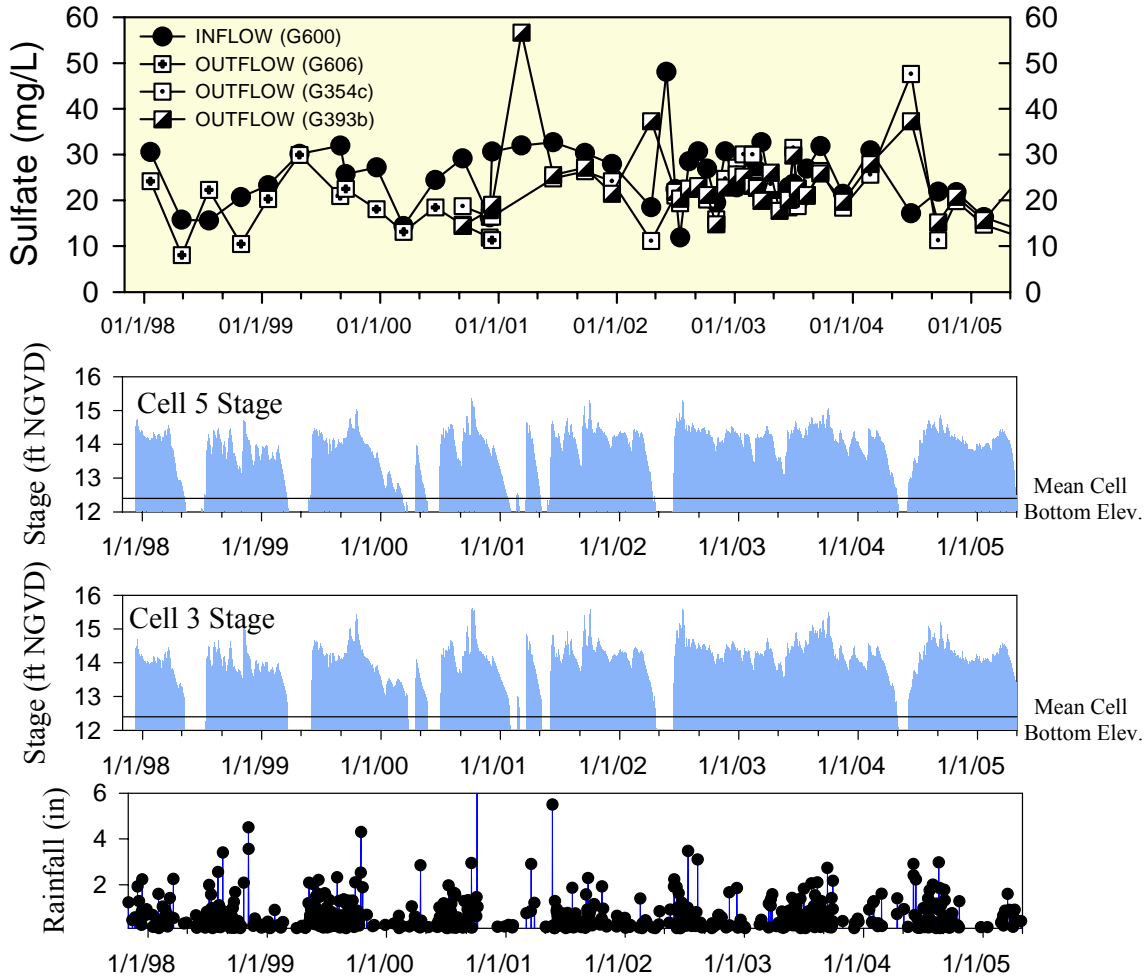 Sulfate (mg/L)
60
50
40
30
20
10
0
60
50
40
30
20
10
0
INFLOW (G600)
OUTFLOW (G606)
OUTFLOW (G354c)
OUTFLOW (G393b)
01/1/98 01/1/99 01/1/00 01/1/01 01/1/02 01/1/03 01/1/04 01/1/05
Stage (ft NGVD)
16
15
14
13
12
Cell 5 Stage
Mean Cell
Bottom Elev.
1/1/98 1/1/99 1/1/00 1/1/01 1/1/02 1/1/03 1/1/04 1/1/05
Stage (ft NGVD)
16
15
14
13
12
Cell 3 Stage
Mean Cell
Bottom Elev.
1/1/98 1/1/99 1/1/00 1/1/01 1/1/02 1/1/03 1/1/04 1/1/05
Rainfall (in)
6
4
2
1/1/98 1/1/99 1/1/00 1/1/01 1/1/02 1/1/03 1/1/04 1/1/05